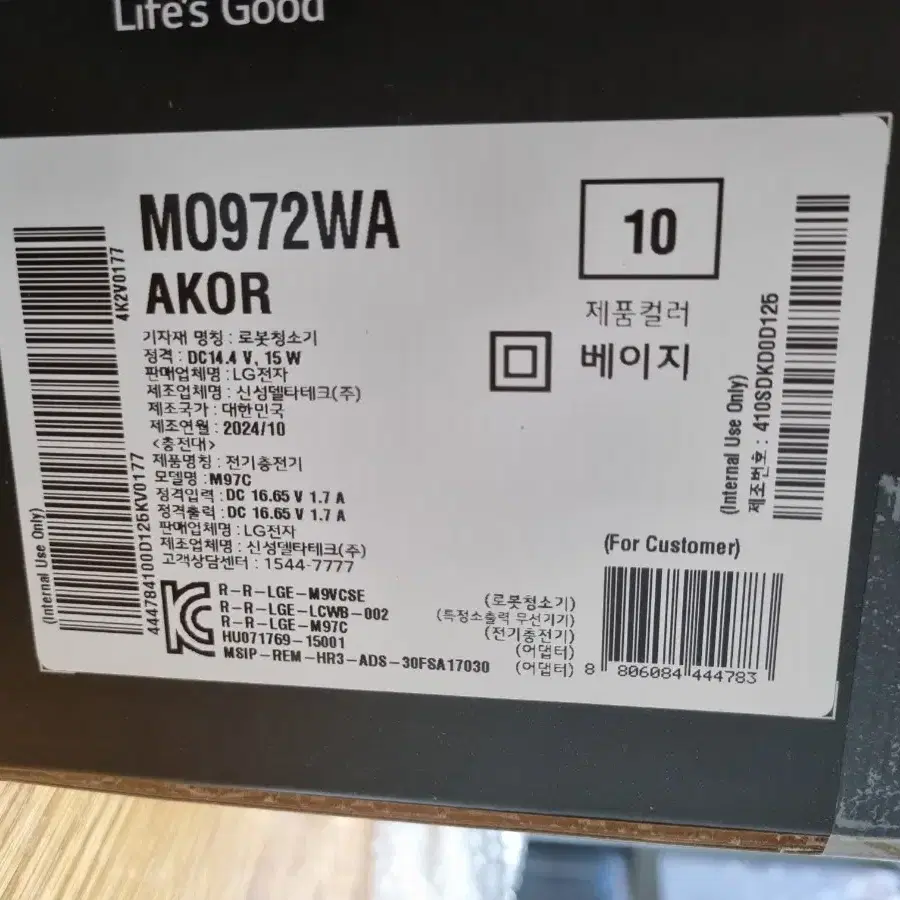 Life's Good
MO972WA
AKOR
10
제품컬러
베이지
기자재 명칭 : 로봇청소기
정격 : DC14.4 V, 15 W
판매업체명 : LG전자
제조업체명 : 신성델타테크(주)
제조국가 : 대한민국
제조연월 : 2024/10
<충전대>
제품명칭 : 전기충전기
모델명 : M97C
정격입력 : DC 16.65 V 1.7 A
정격출력 : DC 16.65 V 1.7 A
판매업체명 : LG전자
제조업체명 : 신성델타테크(주)
고객상담센터 : 1544-7777
R-R-LGE-M9VCSE (로봇청소기)
R-R-LGE-LCWB-002 (특정소출력 무선기기)
R-R-LGE-M97C (전기충전기)
HU071769-15001 (어댑터)
MSIP-REM-HR3-ADS-30FSA17030 (어댑터)
4K2V0177
(Internal Use Only)
444784100D125KV0177
(Internal Use Only)
제조번호 : 410SDKD0D125
(For Customer)
8 806084 444783